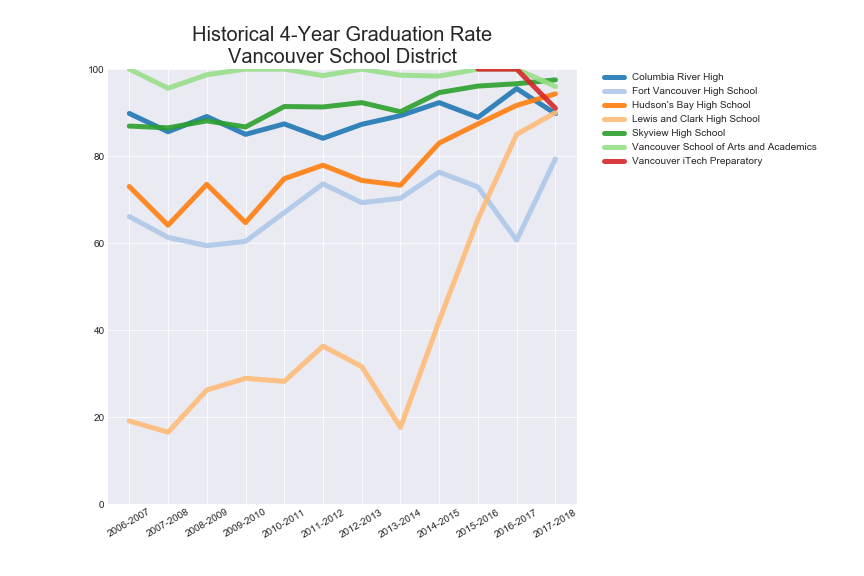 Historical 4-Year Graduation Rate
Vancouver School District
100
80
60
40
20
0
2006-2007
2007-2008
2008-2009
2009-2010
2010-2011
2011-2012
2012-2013
2013-2014
2014-2015
2015-2016
2016-2017
2017-2018
Columbia River High
Fort Vancouver High School
Hudson's Bay High School
Lewis and Clark High School
Skyview High School
Vancouver School of Arts and Academics
Vancouver iTech Preparatory